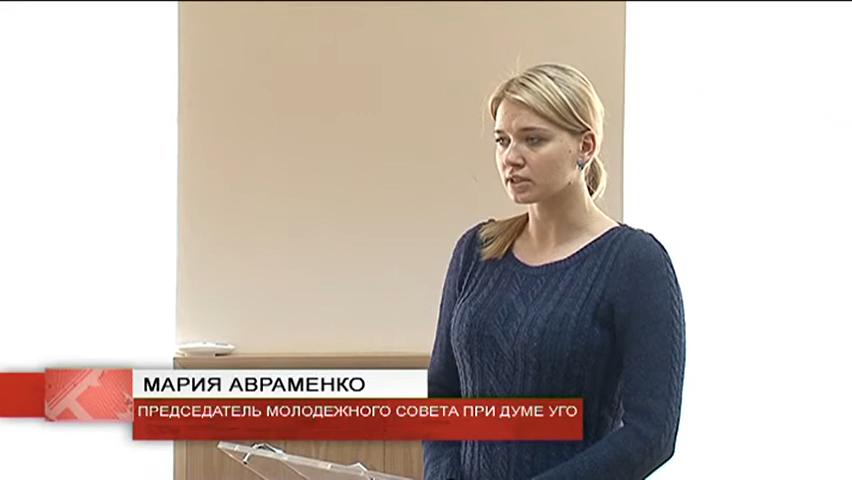 МАРИЯ АВРАМЕНКО
ПРЕДСЕДАТЕЛЬ МОЛОДЕЖНОГО СОВЕТА ПРИ ДУМЕ УГО